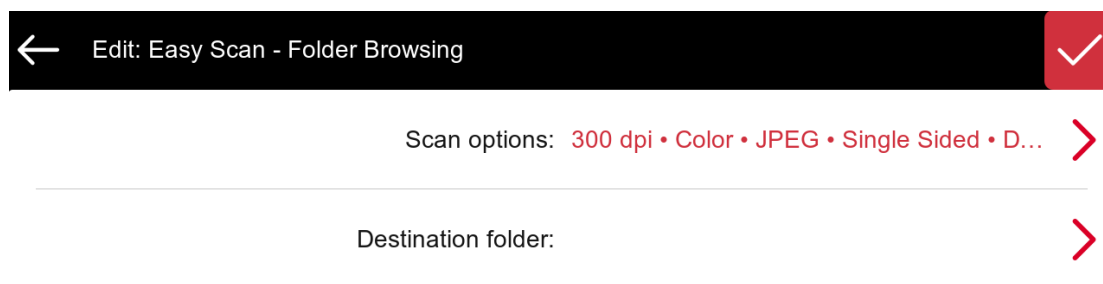 Edit: Easy Scan - Folder Browsing
Scan options: 300 dpi • Color • JPEG • Single Sided • D...
Destination folder: